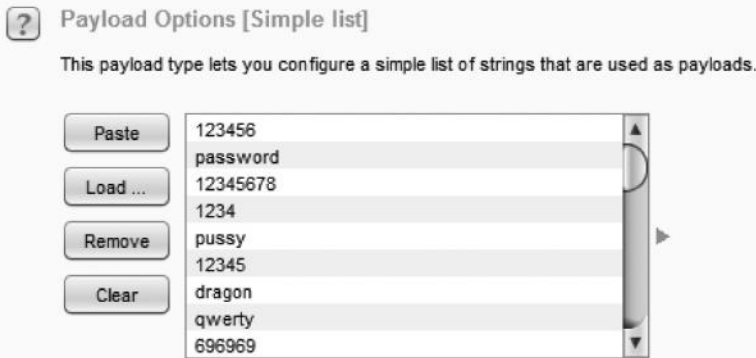 ?
Payload Options [Simple list]
This payload type lets you configure a simple list of strings that are used as payloads.
Paste
Load ...
Remove
Clear
123456
password
12345678
1234
pussy
12345
dragon
qwerty
696969